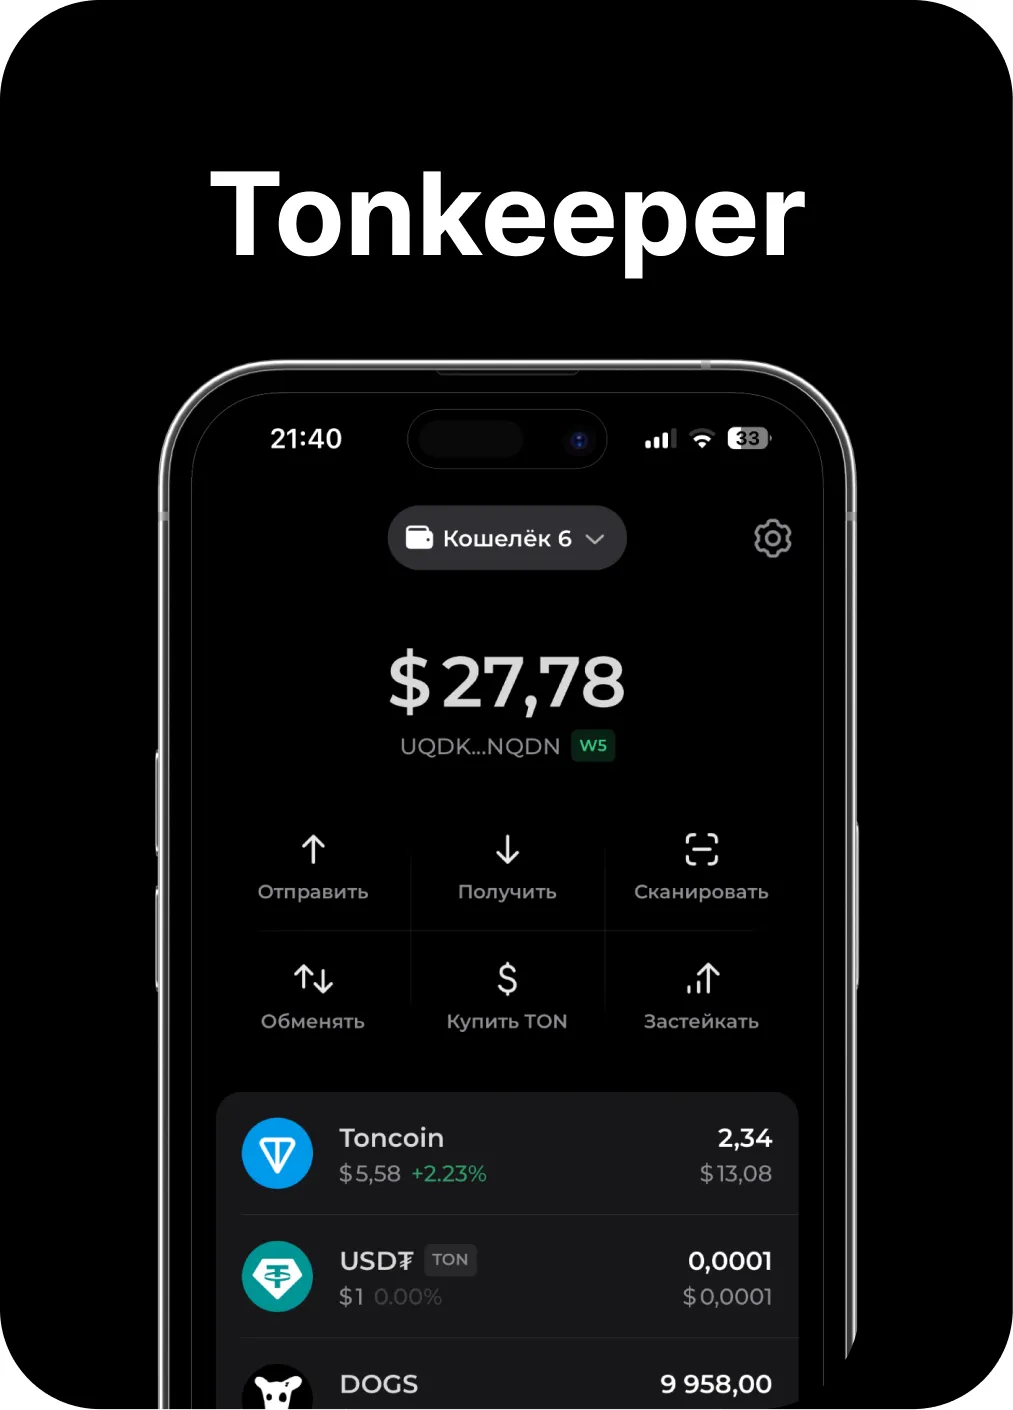 Tonkeeper
21:40 33
Кошелёк 6
$ 27,78
UQDK...NQDN W5
Отправить Получить Сканировать
Обменять Купить TON Застейкать
Toncoin 2,34
$ 5,58 +2.23% $ 13,08
USD₮ TON 0,0001
$ 1 0.00% $ 0,0001
DOGS 9 958,00